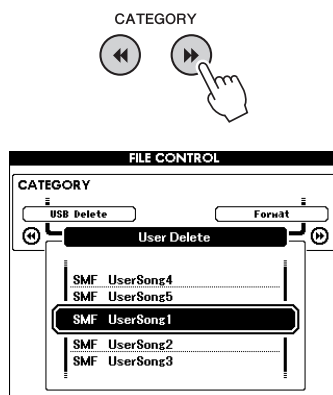 CATEGORY
FILE CONTROL
CATEGORY
USB Delete
Format
User Delete
SMF UserSong4
SMF UserSong5
SMF UserSong1
SMF UserSong2
SMF UserSong3